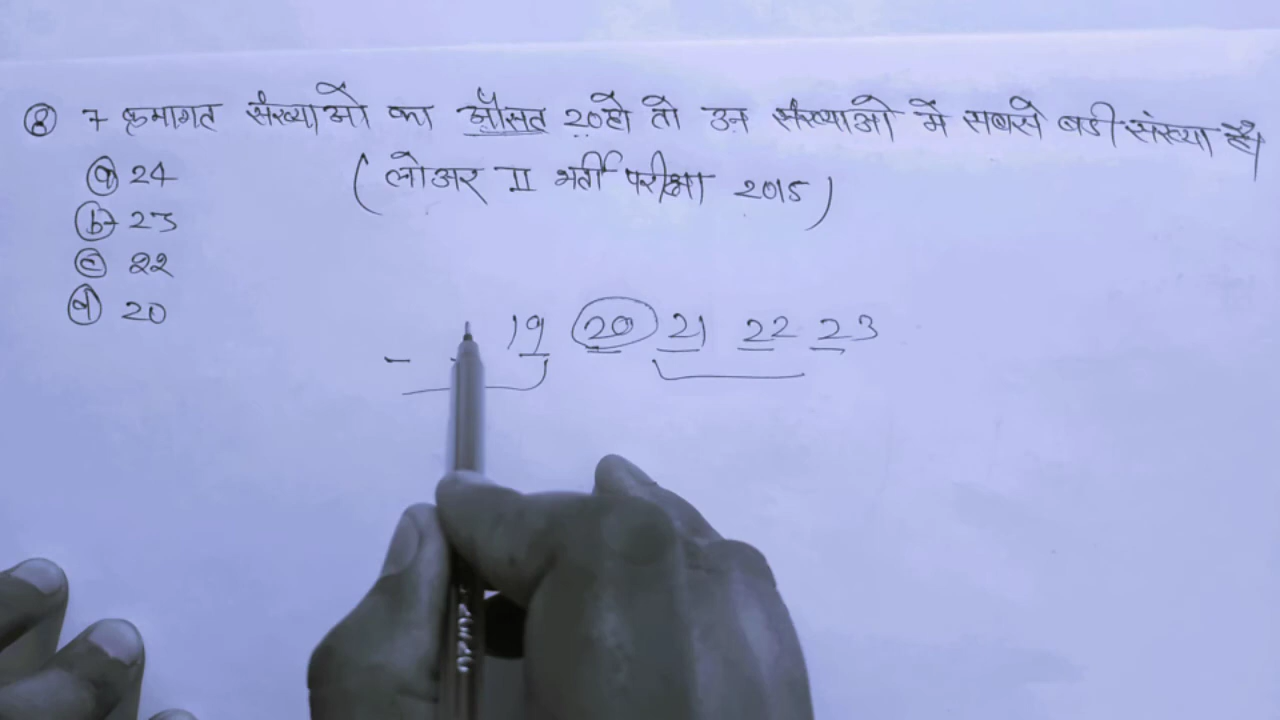 ⑧ 7 क्रमागत संख्याओं का औसत 20हो तो उन संख्याओ में सबसे बडी संख्या है।
(लोअर II भर्ती परीक्षा 2015)
ⓐ 24
ⓑ 23
ⓒ 22
ⓓ 20
19 20 21 22 23